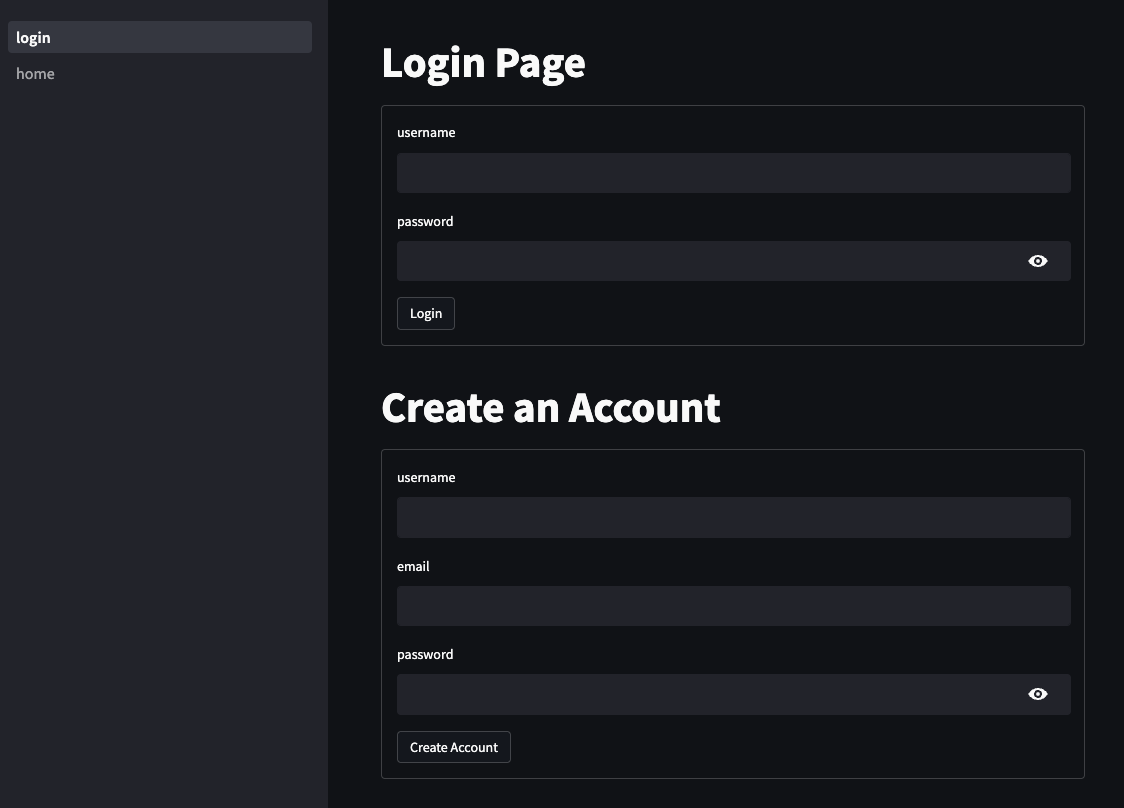 login
home
Login Page
username
password
Login
Create an Account
username
email
password
Create Account